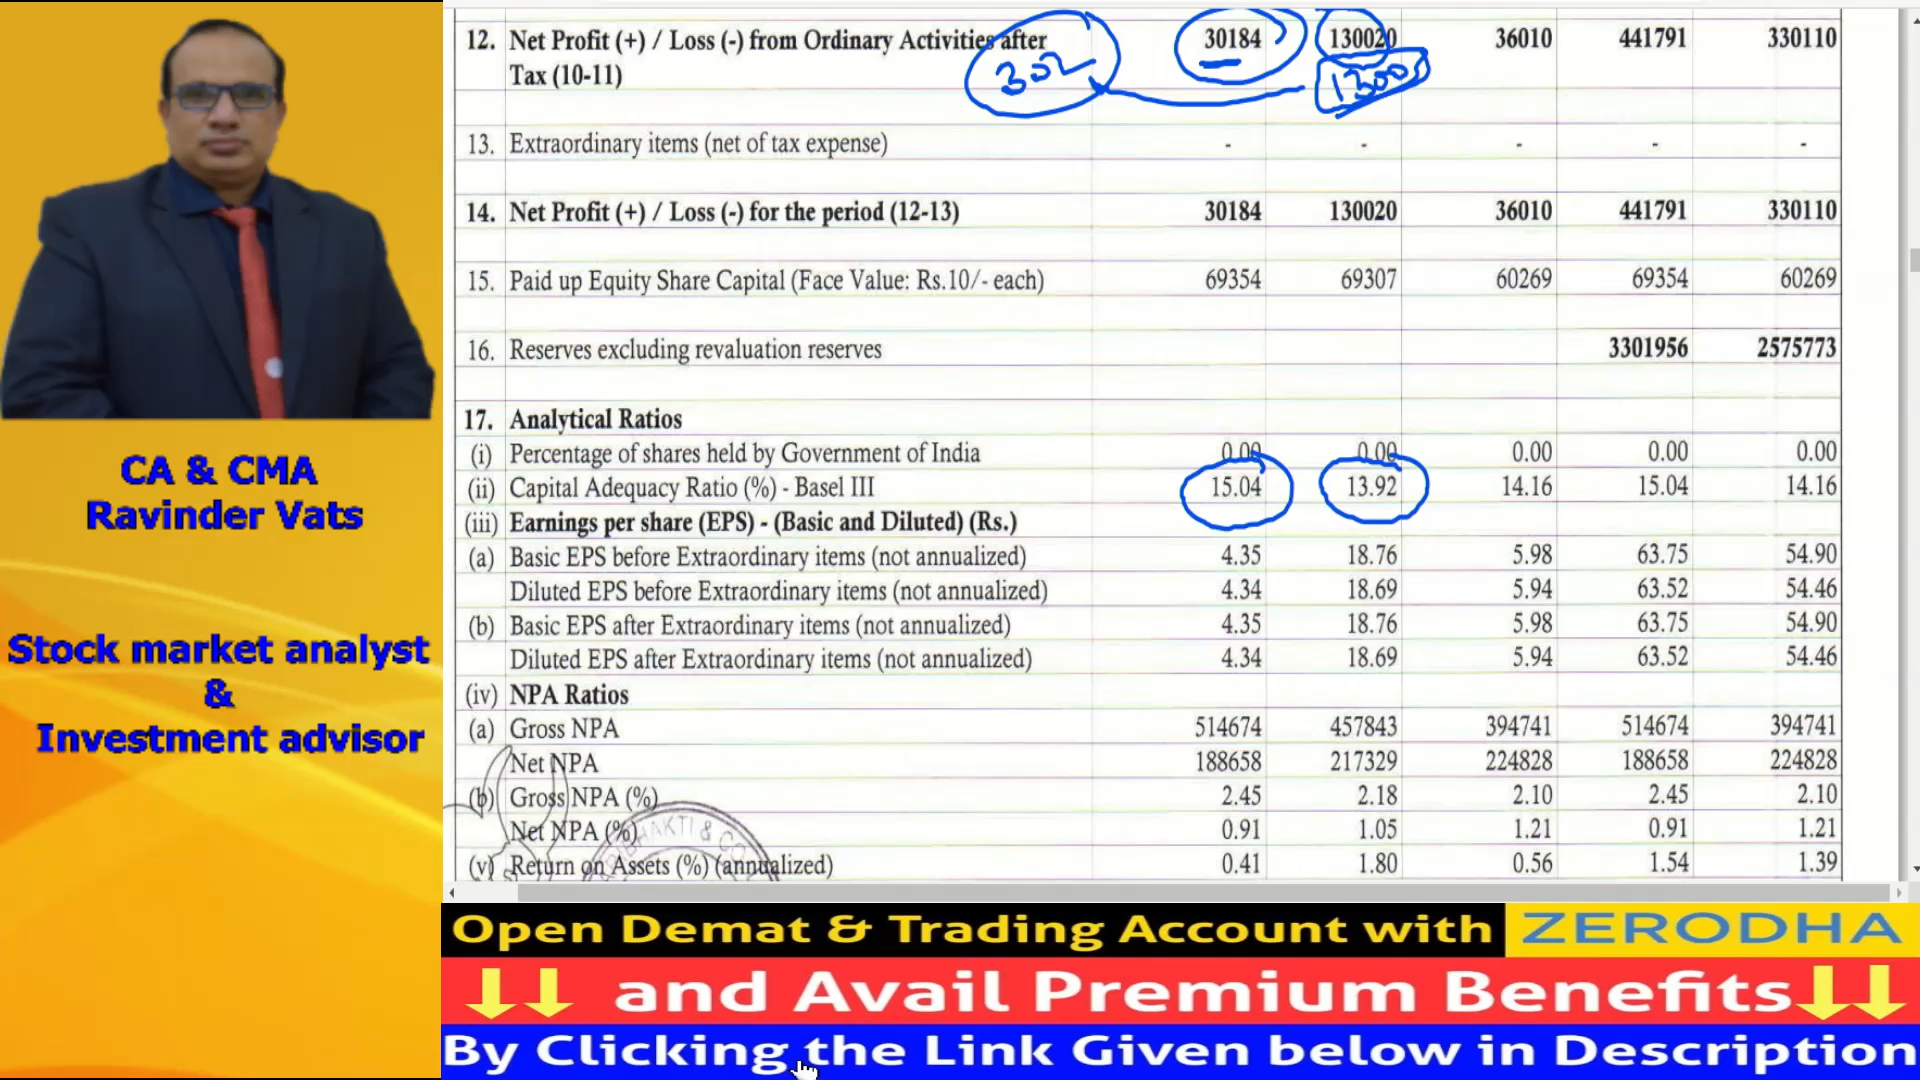 12. Net Profit (+) / Loss (-) from Ordinary Activities after 30184 130020 36010 441791 330110
Tax (10-11)
302
1300
13. Extraordinary items (net of tax expense) - - - - -
14. Net Profit (+) / Loss (-) for the period (12-13) 30184 130020 36010 441791 330110
15. Paid up Equity Share Capital (Face Value: Rs.10/- each) 69354 69307 60269 69354 60269
16. Reserves excluding revaluation reserves 3301956 2575773
17. Analytical Ratios
(i) Percentage of shares held by Government of India 0.00 0.00 0.00 0.00 0.00
(ii) Capital Adequacy Ratio (%) - Basel III 15.04 13.92 14.16 15.04 14.16
(iii) Earnings per share (EPS) - (Basic and Diluted) (Rs.)
(a) Basic EPS before Extraordinary items (not annualized) 4.35 18.76 5.98 63.75 54.90
Diluted EPS before Extraordinary items (not annualized) 4.34 18.69 5.94 63.52 54.46
(b) Basic EPS after Extraordinary items (not annualized) 4.35 18.76 5.98 63.75 54.90
Diluted EPS after Extraordinary items (not annualized) 4.34 18.69 5.94 63.52 54.46
(iv) NPA Ratios
(a) Gross NPA 514674 457843 394741 514674 394741
Net NPA 188658 217329 224828 188658 224828
(b) Gross NPA (%) 2.45 2.18 2.10 2.45 2.10
Net NPA (%) 0.91 1.05 1.21 0.91 1.21
(v) Return on Assets (%) (annualized) 0.41 1.80 0.56 1.54 1.39
CA & CMA
Ravinder Vats
Stock market analyst
&
Investment advisor
Open Demat & Trading Account with ZERODHA
and Avail Premium Benefits
By Clicking the Link Given below in Description